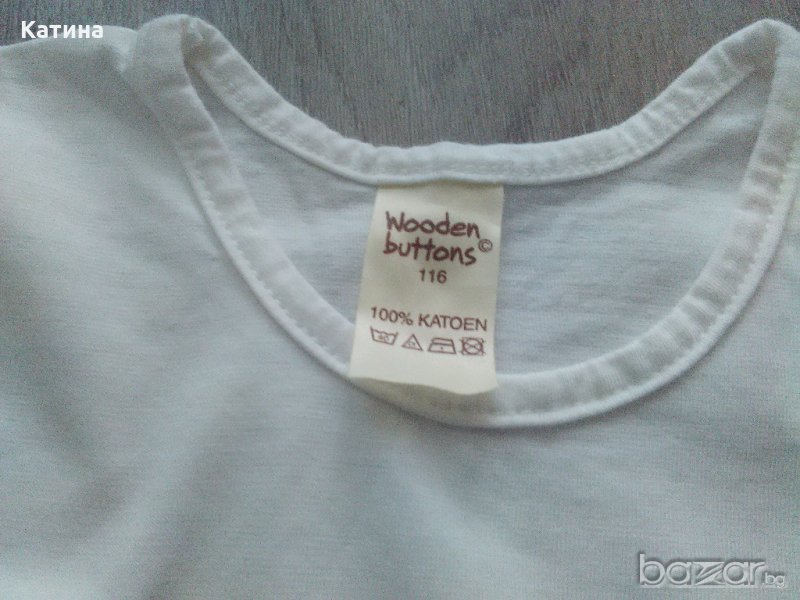 Катина
Wooden
buttons©
116
100% KATOEN
bazar.bg